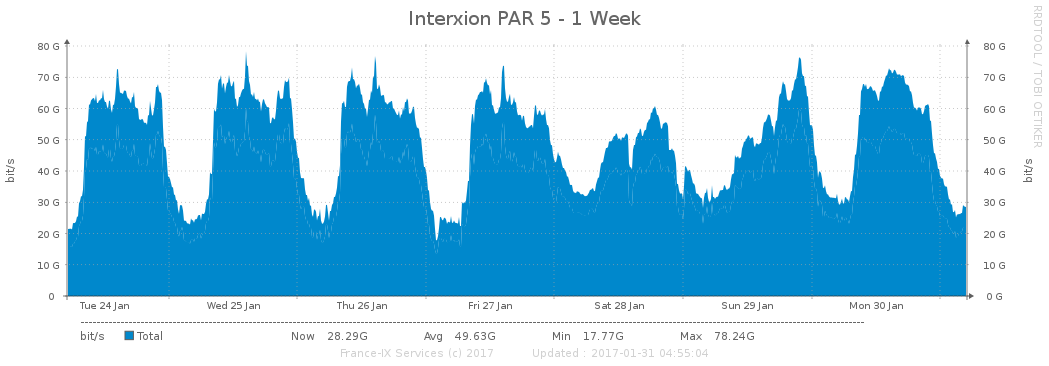 Interxion PAR 5 - 1 Week
RRDTOOL / TOBI OETIKER
bit/s
bit/s
80 G 80 G
70 G 70 G
60 G 60 G
50 G 50 G
40 G 40 G
30 G 30 G
20 G 20 G
10 G 10 G
0 0 G
Tue 24 Jan Wed 25 Jan Thu 26 Jan Fri 27 Jan Sat 28 Jan Sun 29 Jan Mon 30 Jan
bit/s Total Now 28.29G Avg 49.63G Min 17.77G Max 78.24G
France-IX Services (c) 2017 Updated : 2017-01-31 04:55:04